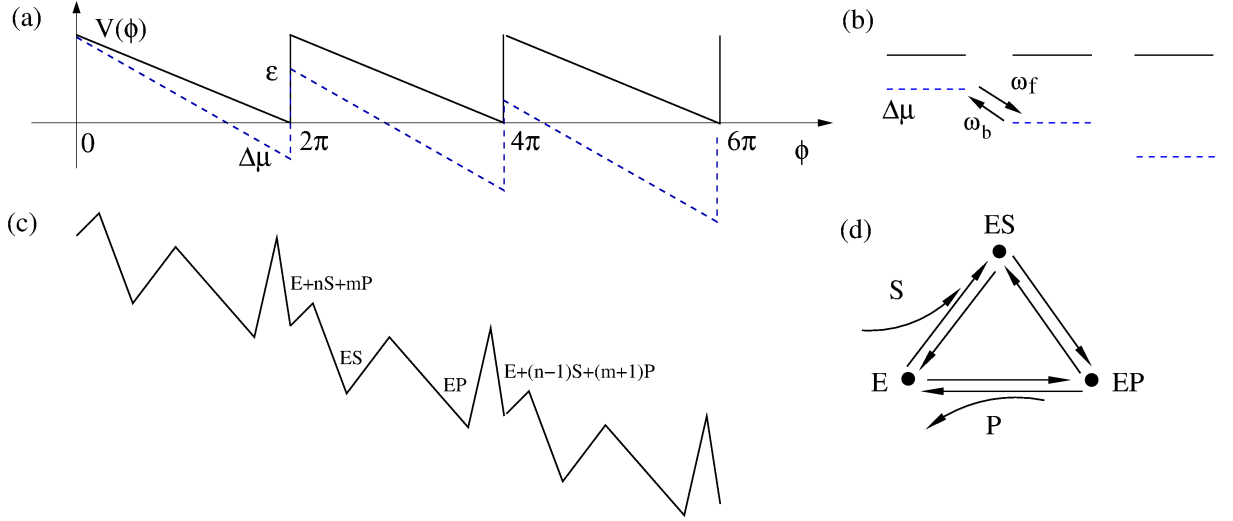 (a)
V(ϕ)
ε
0
Δμ
2π
4π
6π
ϕ
(b)
Δμ
ω_f
ω_b
(c)
E+nS+mP
ES
EP
E+(n−1)S+(m+1)P
(d)
ES
S
E
EP
P